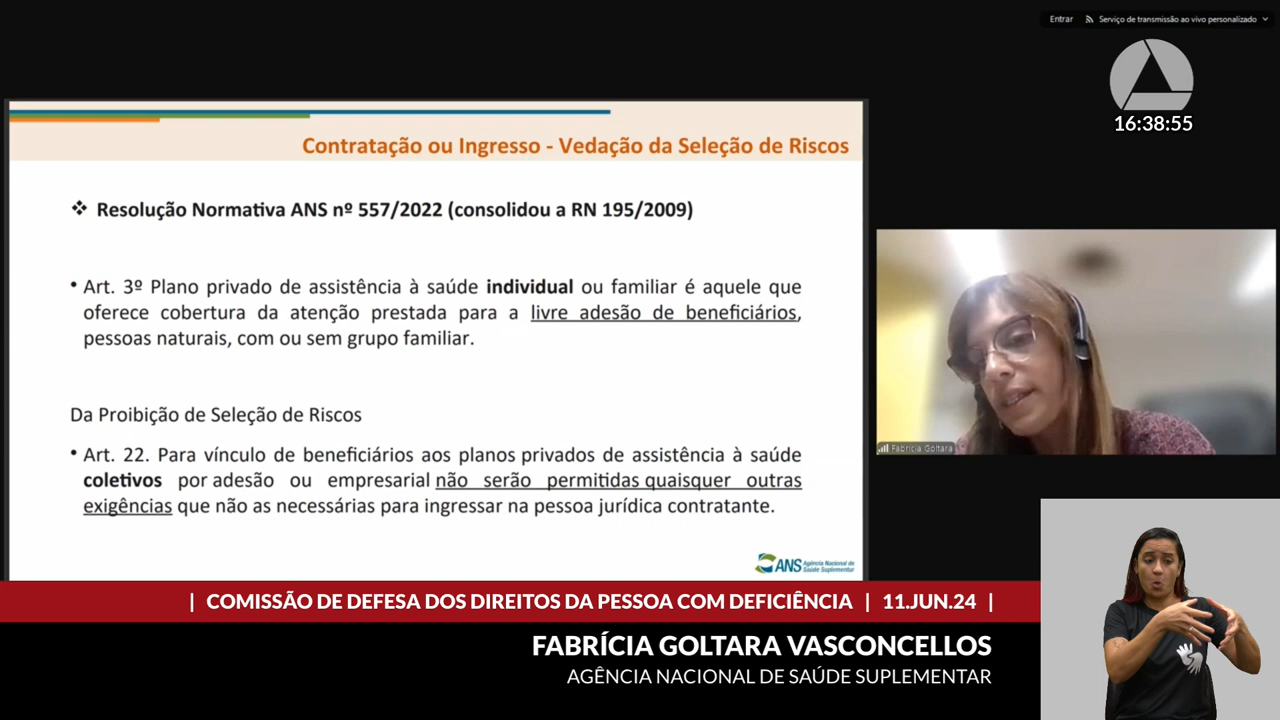 Entrar Serviço de transmissão ao vivo personalizado
16:38:55
Contratação ou Ingresso - Vedação da Seleção de Riscos
❖ Resolução Normativa ANS nº 557/2022 (consolidou a RN 195/2009)
• Art. 3º Plano privado de assistência à saúde individual ou familiar é aquele que
oferece cobertura da atenção prestada para a livre adesão de beneficiários,
pessoas naturais, com ou sem grupo familiar.
Da Proibição de Seleção de Riscos
• Art. 22. Para vínculo de beneficiários aos planos privados de assistência à saúde
coletivos por adesão ou empresarial não serão permitidas quaisquer outras
exigências que não as necessárias para ingressar na pessoa jurídica contratante.
ANS Agência Nacional de
Saúde Suplementar
Fabrícia Goltara
| COMISSÃO DE DEFESA DOS DIREITOS DA PESSOA COM DEFICIÊNCIA | 11.JUN.24 |
FABRÍCIA GOLTARA VASCONCELLOS
AGÊNCIA NACIONAL DE SAÚDE SUPLEMENTAR